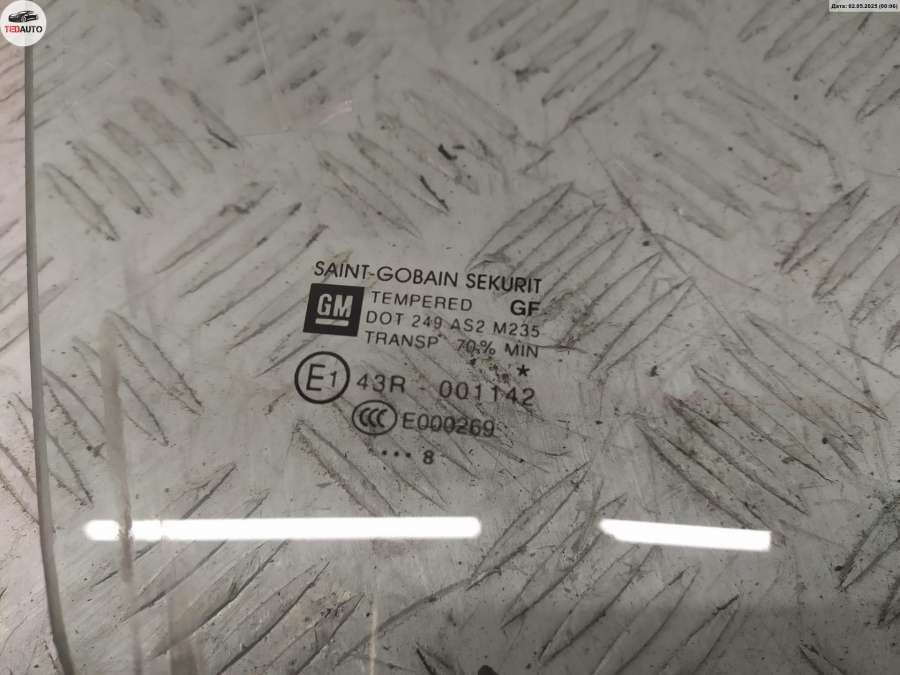 TEDAUTO
Дата: 02.05.2025 (00:06)
SAINT-GOBAIN SEKURIT
GM TEMPERED GF
DOT 249 AS2 M235
TRANSP 70% MIN
*
E1 43R - 001142
CCC E000269
•••• 8